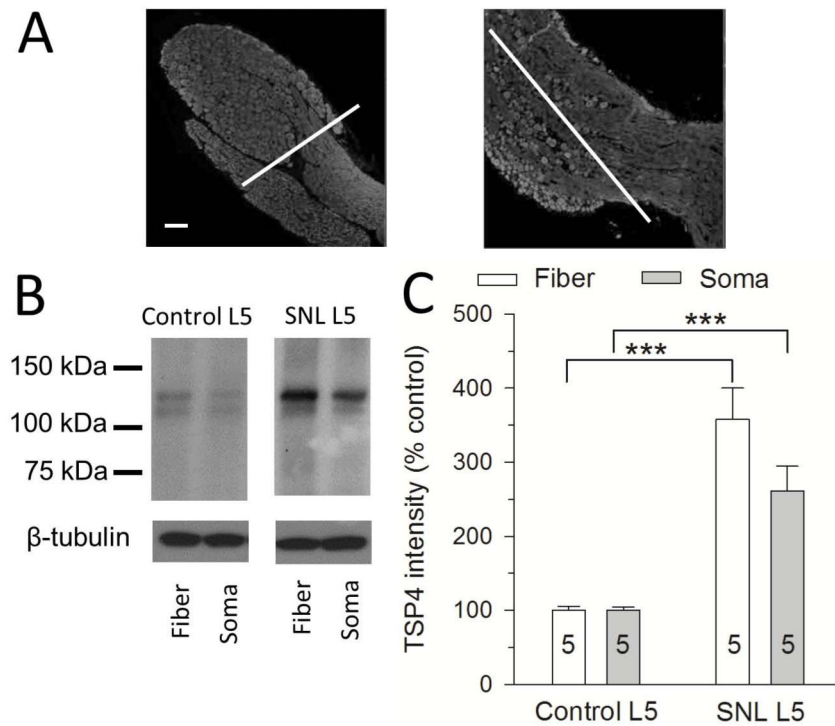 A
B
Control L5 SNL L5
150 kDa
100 kDa
75 kDa
β-tubulin
Fiber Soma Fiber Soma
C
Fiber Soma
TSP4 intensity (% control)
500
400
300
200
100
0
***
***
5 5 5 5
Control L5 SNL L5